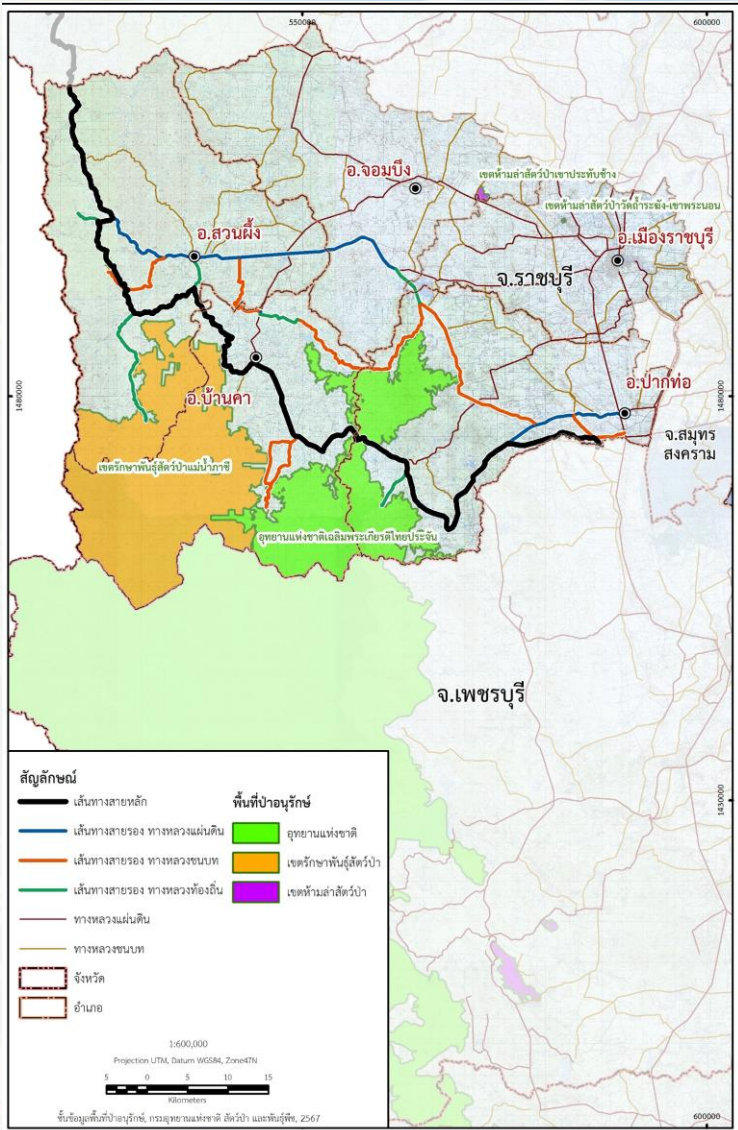 550000
600000
อ.จอมบึง
เขตห้ามล่าสัตว์ป่าเขาประทับช้าง
เขตห้ามล่าสัตว์ป่าวัดถ้ำระฆัง-เขาพระนอน
อ.สวนผึ้ง
อ.เมืองราชบุรี
จ.ราชบุรี
1480000
อ.บ้านคา
อ.ปากท่อ
1480000
จ.สมุทร
สงคราม
เขตรักษาพันธุ์สัตว์ป่าแม่น้ำภาชี
อุทยานแห่งชาติเฉลิมพระเกียรติไทยประจัน
จ.เพชรบุรี
1430000
สัญลักษณ์
เส้นทางสายหลัก
เส้นทางสายรอง ทางหลวงแผ่นดิน
เส้นทางสายรอง ทางหลวงชนบท
เส้นทางสายรอง ทางหลวงท้องถิ่น
ทางหลวงแผ่นดิน
ทางหลวงชนบท
จังหวัด
อำเภอ
พื้นที่ป่าอนุรักษ์
อุทยานแห่งชาติ
เขตรักษาพันธุ์สัตว์ป่า
เขตห้ามล่าสัตว์ป่า
1:600,000
Projection UTM, Datum WGS84, Zone47N
5 0 5 10 15
Kilometers
ชั้นข้อมูลพื้นที่ป่าอนุรักษ์, กรมอุทยานแห่งชาติ สัตว์ป่า และพันธุ์พืช, 2567
600000